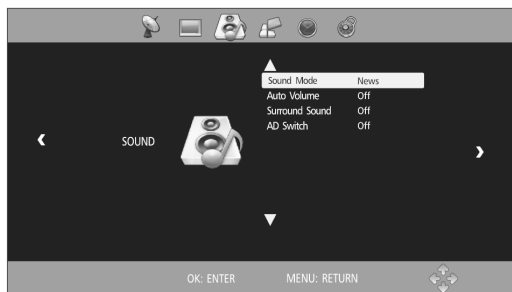 Sound Mode News
Auto Volume Off
Surround Sound Off
AD Switch Off
SOUND
OK: ENTER MENU: RETURN